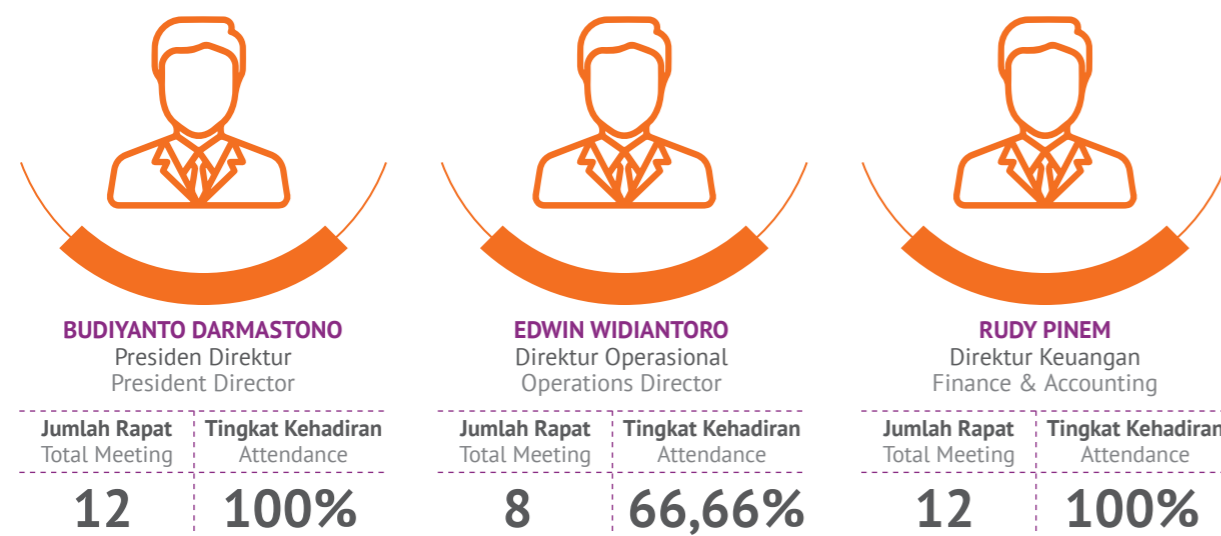 BUDIYANTO DARMASTONO
Presiden Direktur
President Director
Jumlah Rapat
Total Meeting
Tingkat Kehadiran
Attendance
12
100%
EDWIN WIDIANTORO
Direktur Operasional
Operations Director
Jumlah Rapat
Total Meeting
Tingkat Kehadiran
Attendance
8
66,66%
RUDY PINEM
Direktur Keuangan
Finance & Accounting
Jumlah Rapat
Total Meeting
Tingkat Kehadiran
Attendance
12
100%